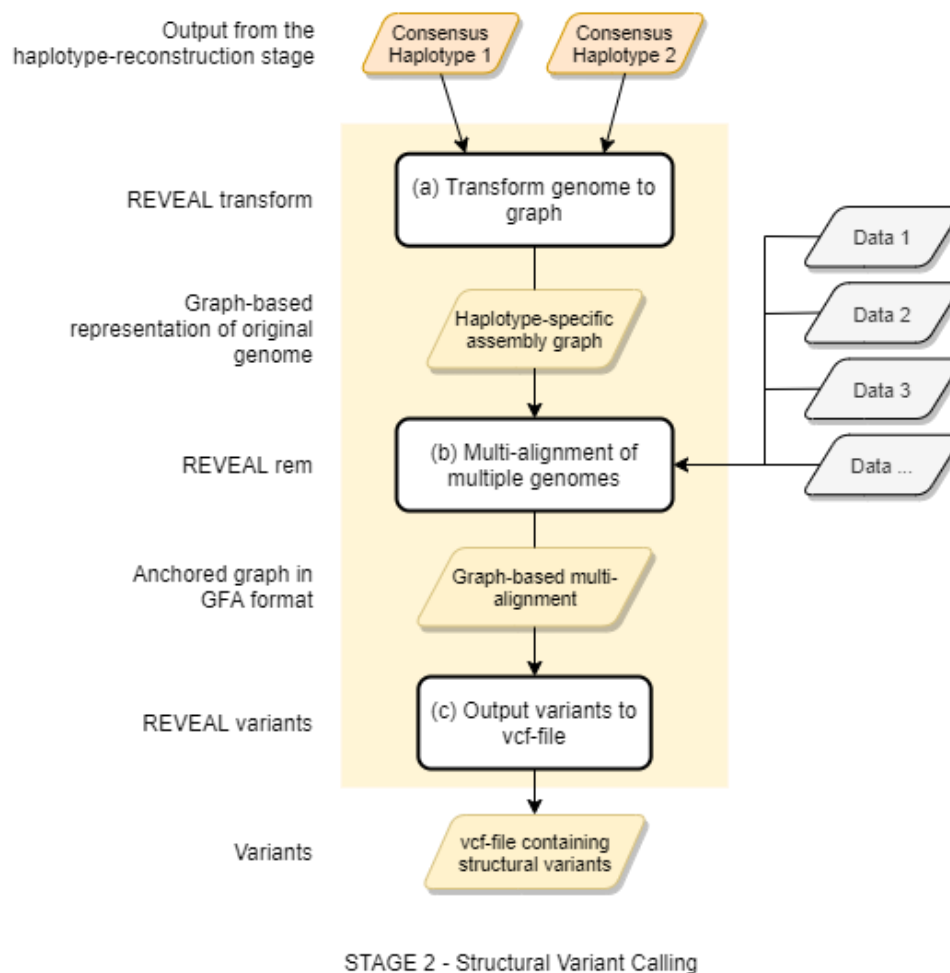 Output from the
haplotype-reconstruction stage
Consensus
Haplotype 1
Consensus
Haplotype 2
REVEAL transform
(a) Transform genome to
graph
Data 1
Graph-based
representation of original
genome
Haplotype-specific
assembly graph
Data 2
Data 3
REVEAL rem
(b) Multi-alignment of
multiple genomes
Data ...
Anchored graph in
GFA format
Graph-based multi-
alignment
REVEAL variants
(c) Output variants to
vcf-file
Variants
vcf-file containing
structural variants
STAGE 2 - Structural Variant Calling